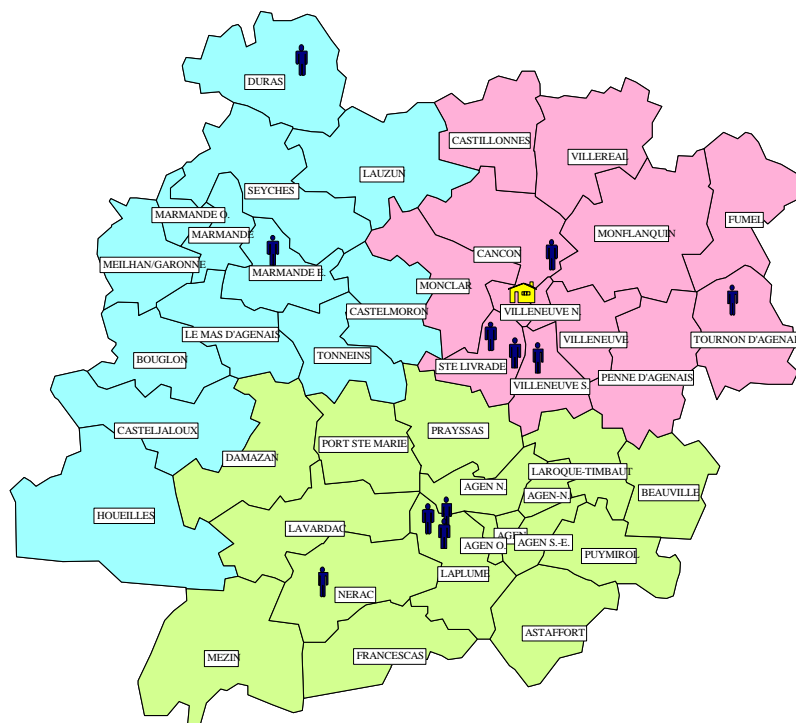 DURAS
CASTILLONNES
VILLEREAL
LAUZUN
SEYCHES
FUMEL
MARMANDE O.
MARMANDE
MONFLANQUIN
CANCON
MEILHAN/GARONNE
MARMANDE E.
MONCLAR
CASTELMORON
VILLENEUVE N.
LE MAS D'AGENAIS
VILLENEUVE
TOURNON D'AGENAI
BOUGLON
TONNEINS
STE LIVRADE
PENNE D'AGENAIS
VILLENEUVE S.
CASTELJALOUX
PORT STE MARIE
PRAYSSAS
DAMAZAN
LAROQUE-TIMBAUT
AGEN N.
BEAUVILLE
AGEN-N.
HOUEILLES
LAVARDAC
AGEN
AGEN O.
AGEN S.-E.
PUYMIROL
LAPLUME
NERAC
ASTAFFORT
MEZIN
FRANCESCAS